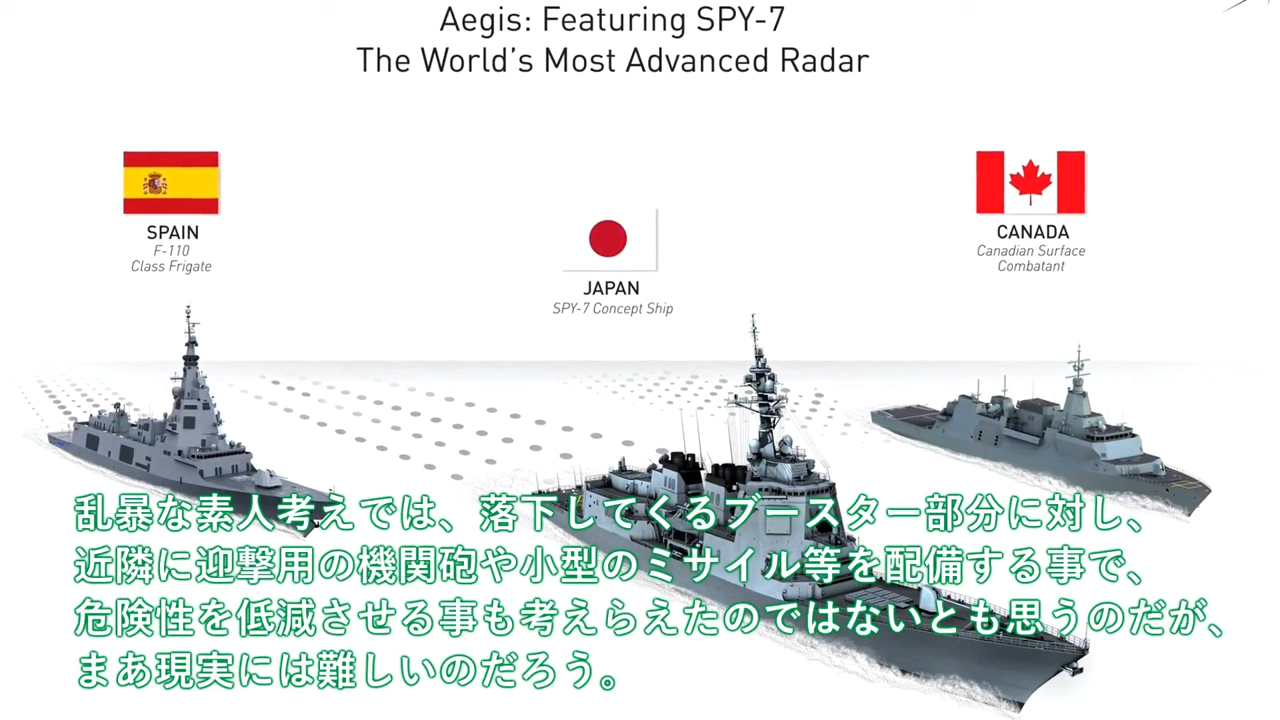 Aegis: Featuring SPY-7
The World's Most Advanced Radar
SPAIN
F-110
Class Frigate
JAPAN
SPY-7 Concept Ship
CANADA
Canadian Surface
Combatant
乱暴な素人考えでは、落下してくるブースター部分に対し、
近隣に迎撃用の機関砲や小型のミサイル等を配備する事で、
危険性を低減させる事も考えらえたのではないとも思うのだが、
まあ現実には難しいのだろう。